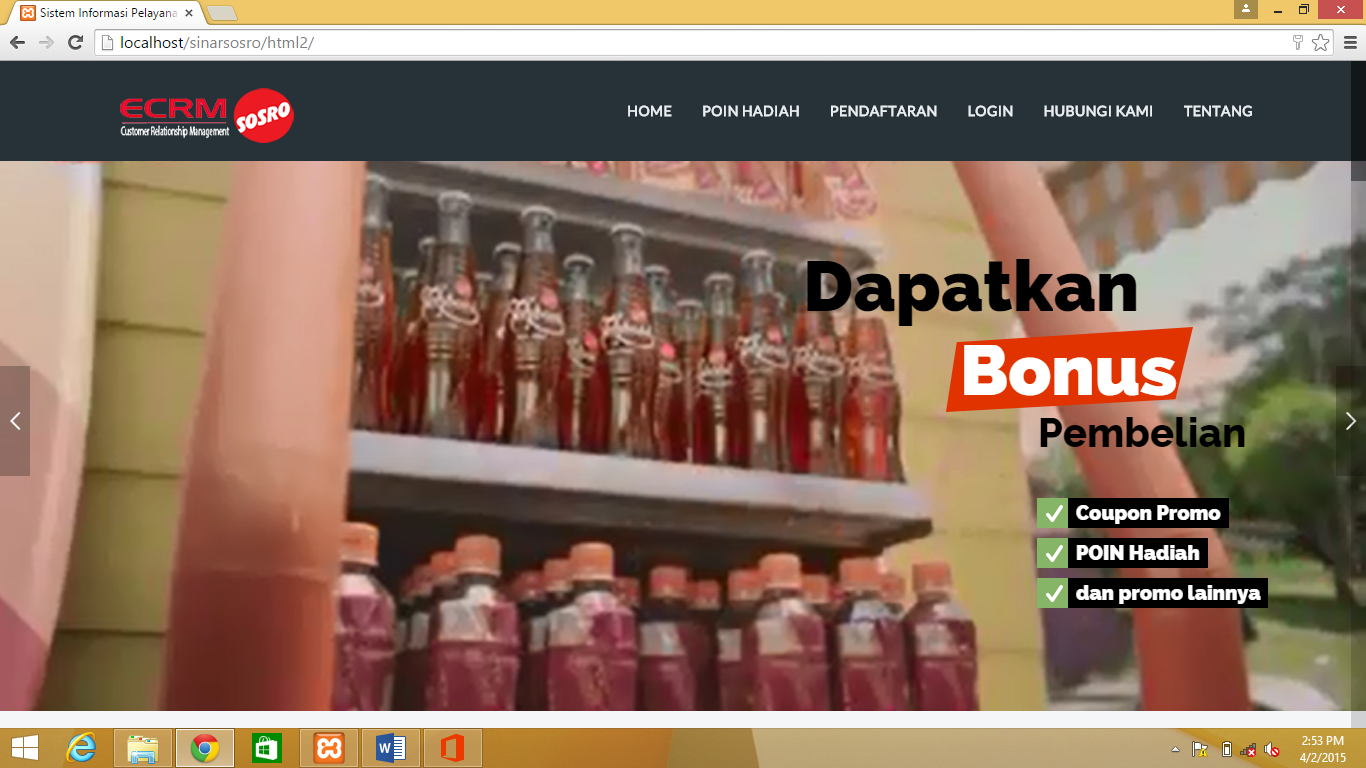 Sistem Informasi Pelayana
localhost/sinarsosro/html2/
ECRM
Customer Relationship Management
SOSRO
HOME POIN HADIAH PENDAFTARAN LOGIN HUBUNGI KAMI TENTANG
Dapatkan
Bonus
Pembelian
Coupon Promo
POIN Hadiah
dan promo lainnya
2:53 PM
4/2/2015